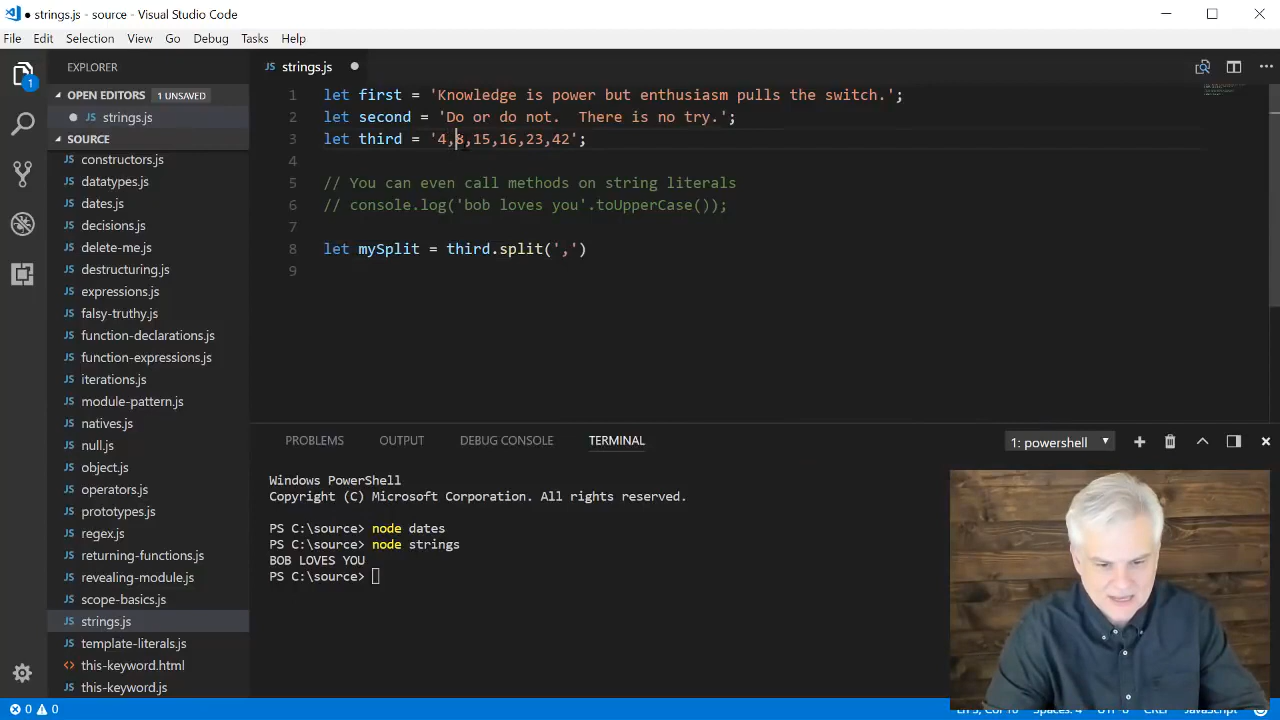 ● strings.js - source - Visual Studio Code
File Edit Selection View Go Debug Tasks Help
EXPLORER
OPEN EDITORS 1 UNSAVED
strings.js
SOURCE
constructors.js
datatypes.js
dates.js
decisions.js
delete-me.js
destructuring.js
expressions.js
falsy-truthy.js
function-declarations.js
function-expressions.js
iterations.js
module-pattern.js
natives.js
null.js
object.js
operators.js
prototypes.js
regex.js
returning-functions.js
revealing-module.js
scope-basics.js
strings.js
template-literals.js
this-keyword.html
this-keyword.js
strings.js
1 let first = 'Knowledge is power but enthusiasm pulls the switch.';
2 let second = 'Do or do not.  There is no try.';
3 let third = '4,8,15,16,23,42';
4
5 // You can even call methods on string literals
6 // console.log('bob loves you'.toUpperCase());
7
8 let mySplit = third.split(',')
9
PROBLEMS OUTPUT DEBUG CONSOLE TERMINAL 1: powershell
Windows PowerShell
Copyright (C) Microsoft Corporation. All rights reserved.
PS C:\source> node dates
PS C:\source> node strings
BOB LOVES YOU
PS C:\source>
0 0